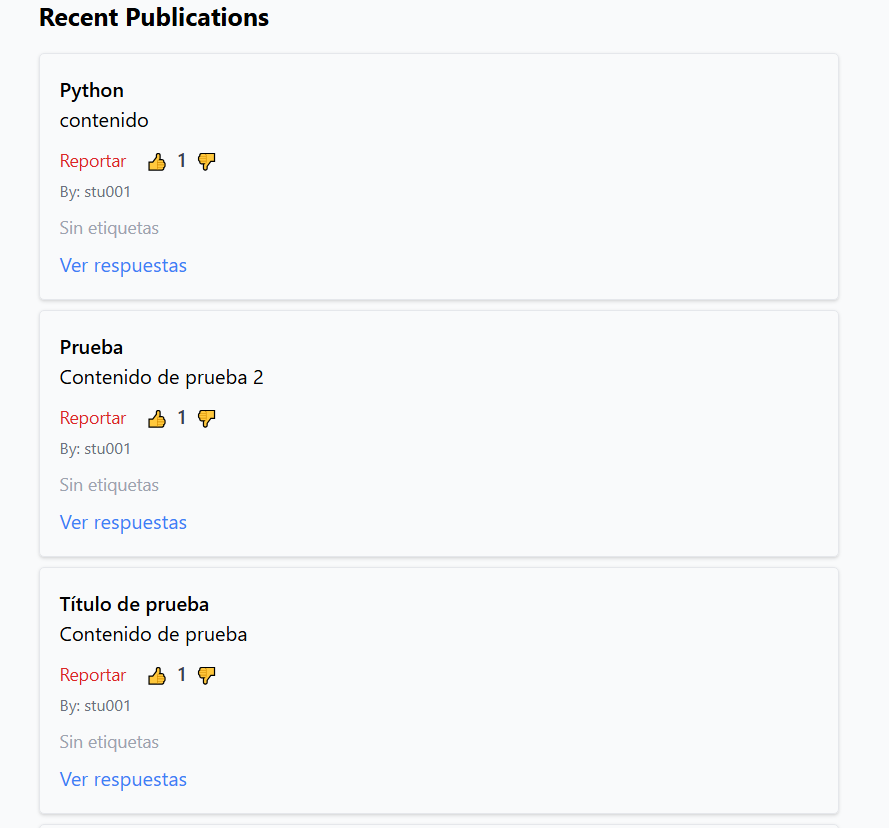 Recent Publications
Python
contenido
Reportar 👍 1 👎
By: stu001
Sin etiquetas
Ver respuestas
Prueba
Contenido de prueba 2
Reportar 👍 1 👎
By: stu001
Sin etiquetas
Ver respuestas
Título de prueba
Contenido de prueba
Reportar 👍 1 👎
By: stu001
Sin etiquetas
Ver respuestas